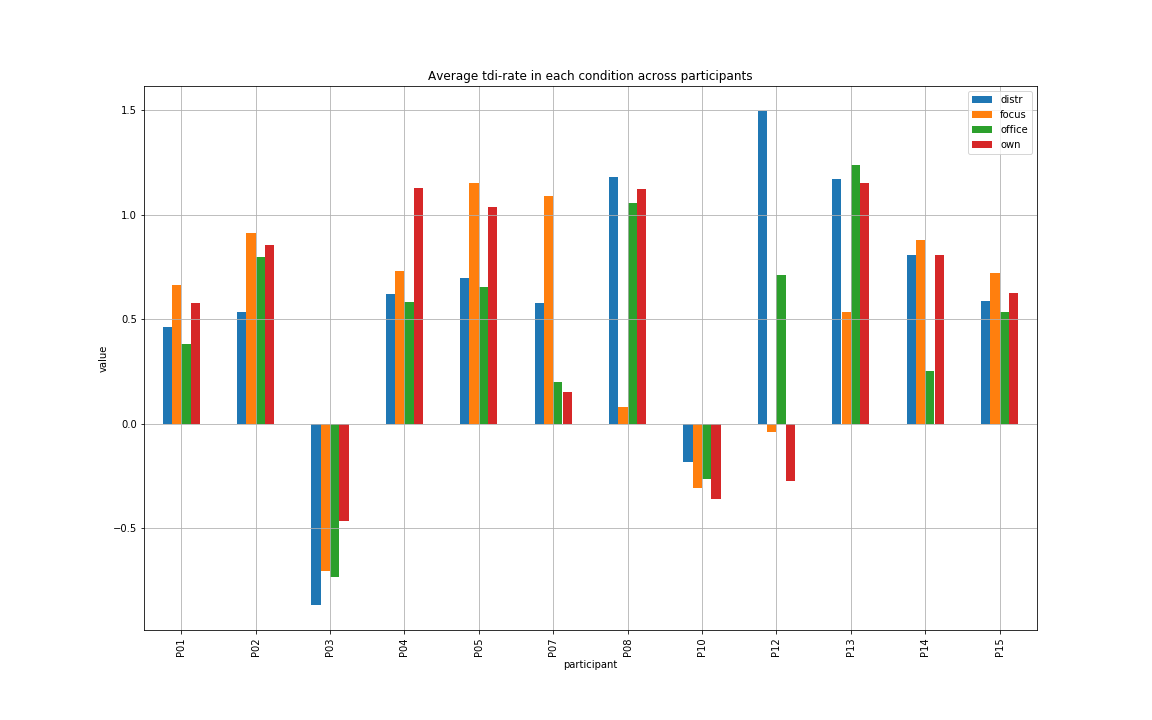 Average tdi-rate in each condition across participants
distr
focus
office
own
1.5
1.0
0.5
0.0
−0.5
value
P01 P02 P03 P04 P05 P07 P08 P10 P12 P13 P14 P15
participant